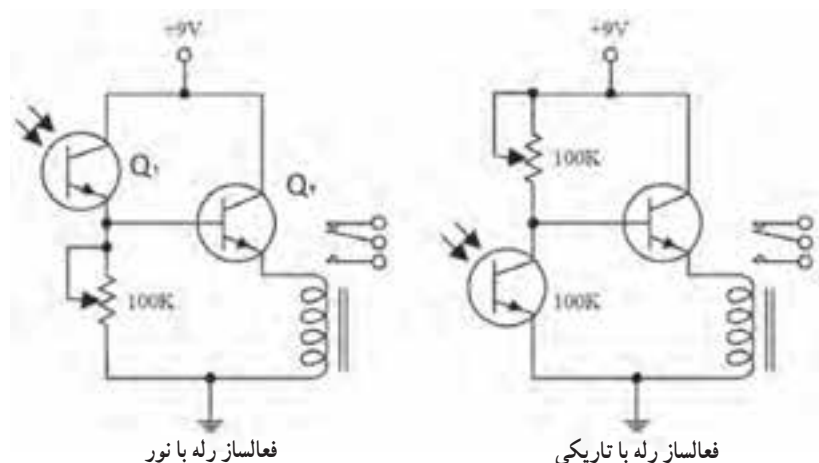 +9V
Q۱
Q۲
100K
فعالساز رله با نور
+9V
100K
100K
فعالساز رله با تاریکی